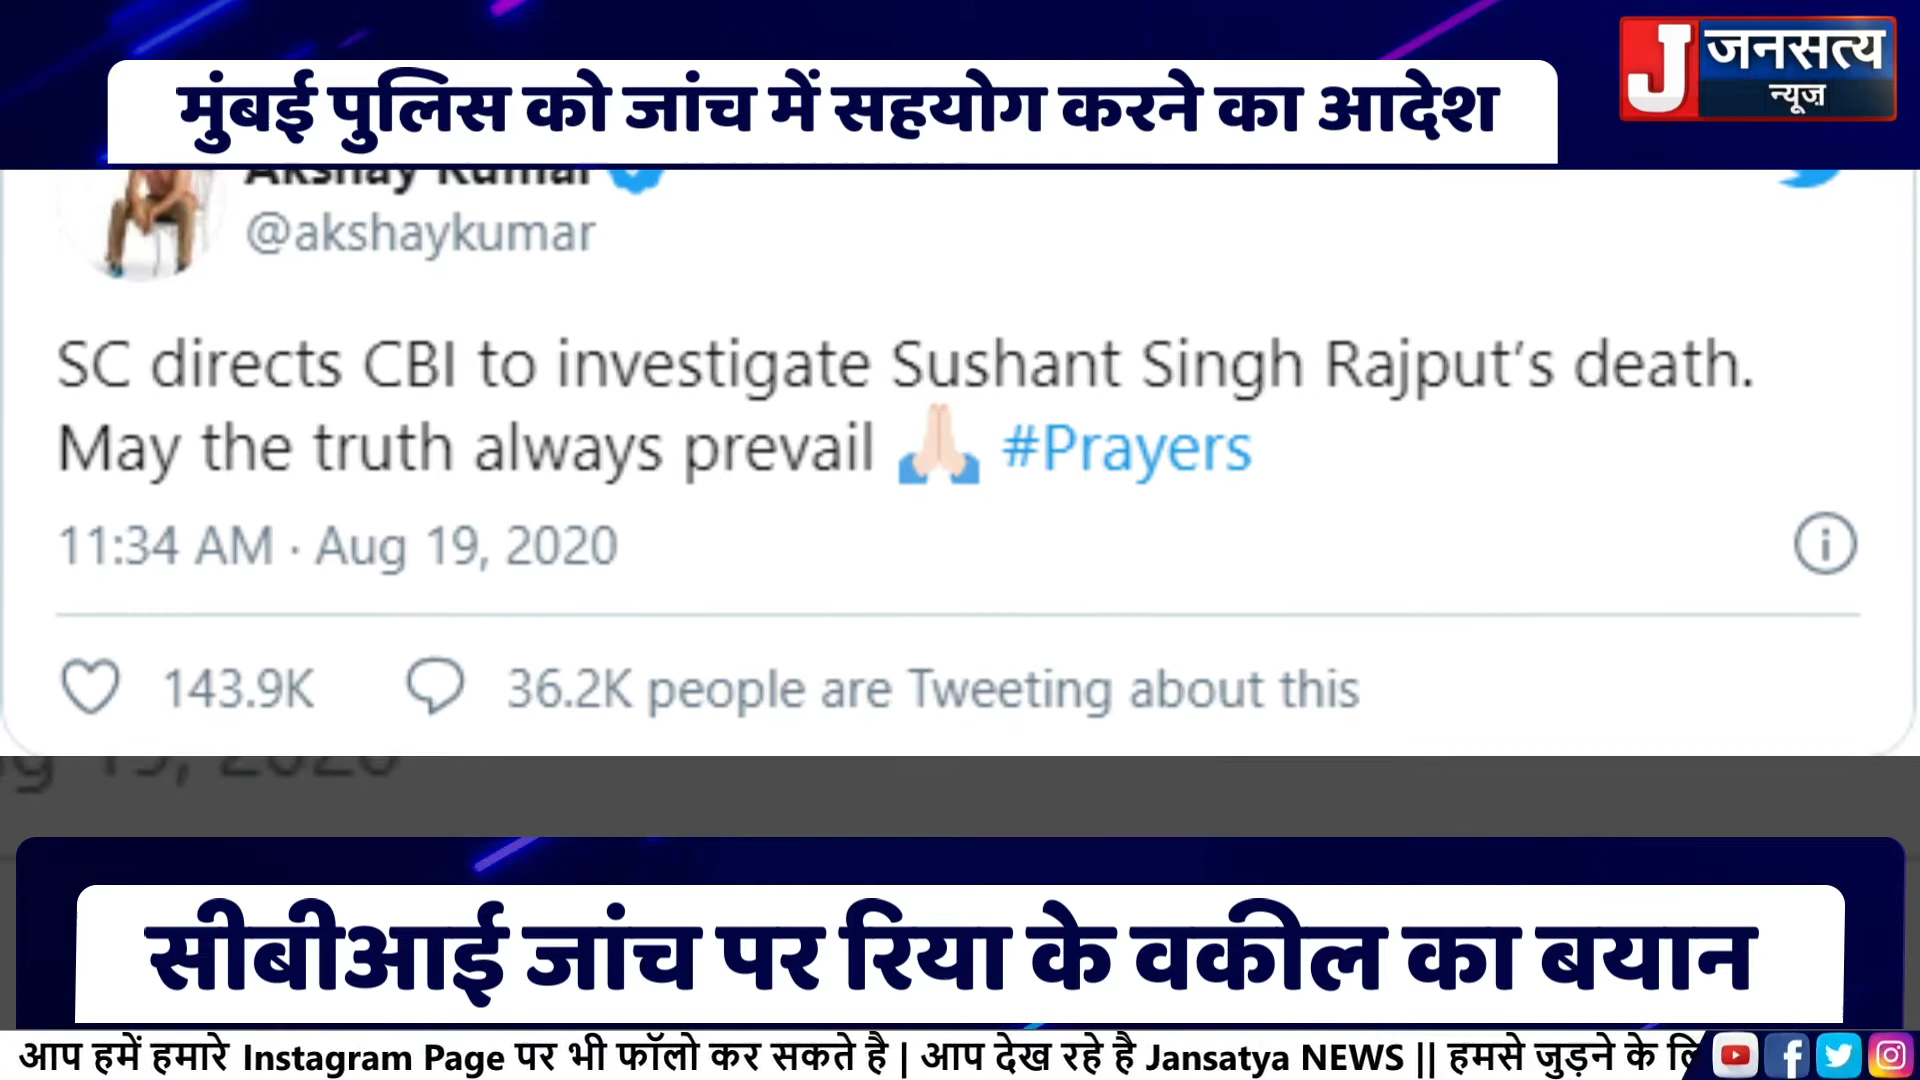 जनसत्य
न्यूज़
मुंबई पुलिस को जांच में सहयोग करने का आदेश
Akshay Kumar
@akshaykumar
SC directs CBI to investigate Sushant Singh Rajput's death.
May the truth always prevail 🙏🏻 #Prayers
11:34 AM · Aug 19, 2020
143.9K 36.2K people are Tweeting about this
19, 2020
सीबीआई जांच पर रिया के वकील का बयान
आप हमें हमारे Instagram Page पर भी फॉलो कर सकते है | आप देख रहे है Jansatya NEWS || हमसे जुड़ने के